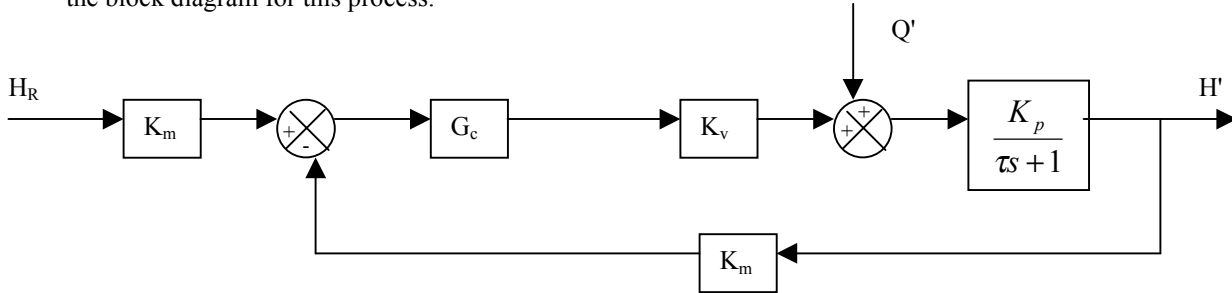 the block diagram for this process.
Q'
H_R
H'
K_m
+
-
G_c
K_v
+
+
K_p
τs + 1
K_m